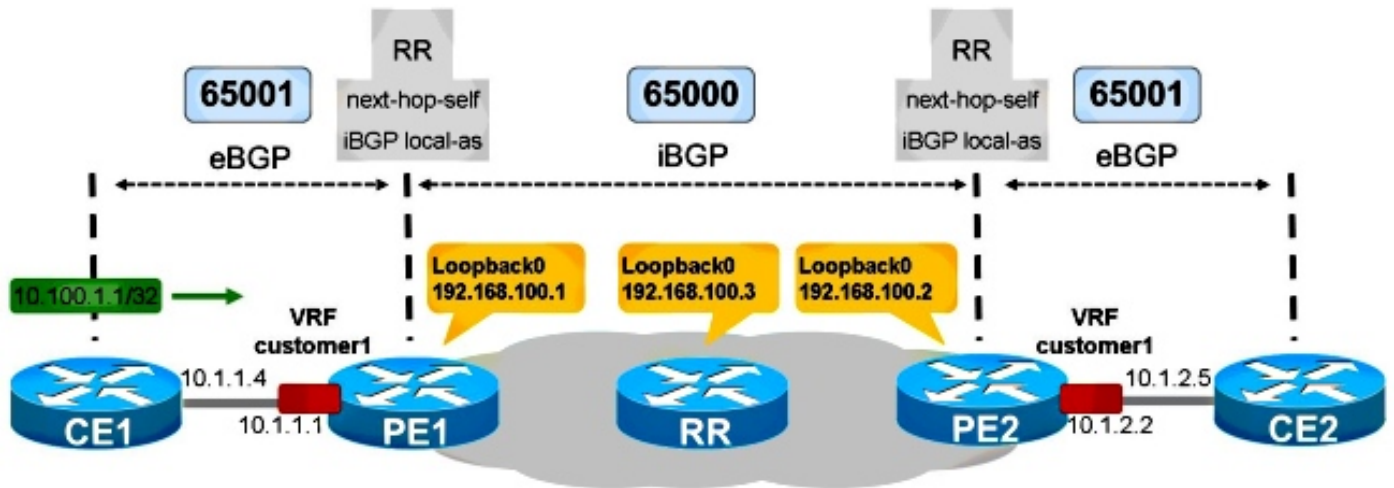 RR
next-hop-self
iBGP local-as
RR
next-hop-self
iBGP local-as
65001
65000
65001
eBGP
iBGP
eBGP
10.100.1.1/32
Loopback0
192.168.100.1
Loopback0
192.168.100.3
Loopback0
192.168.100.2
VRF
customer1
VRF
customer1
10.1.1.4
10.1.1.1
10.1.2.5
10.1.2.2
CE1
PE1
RR
PE2
CE2